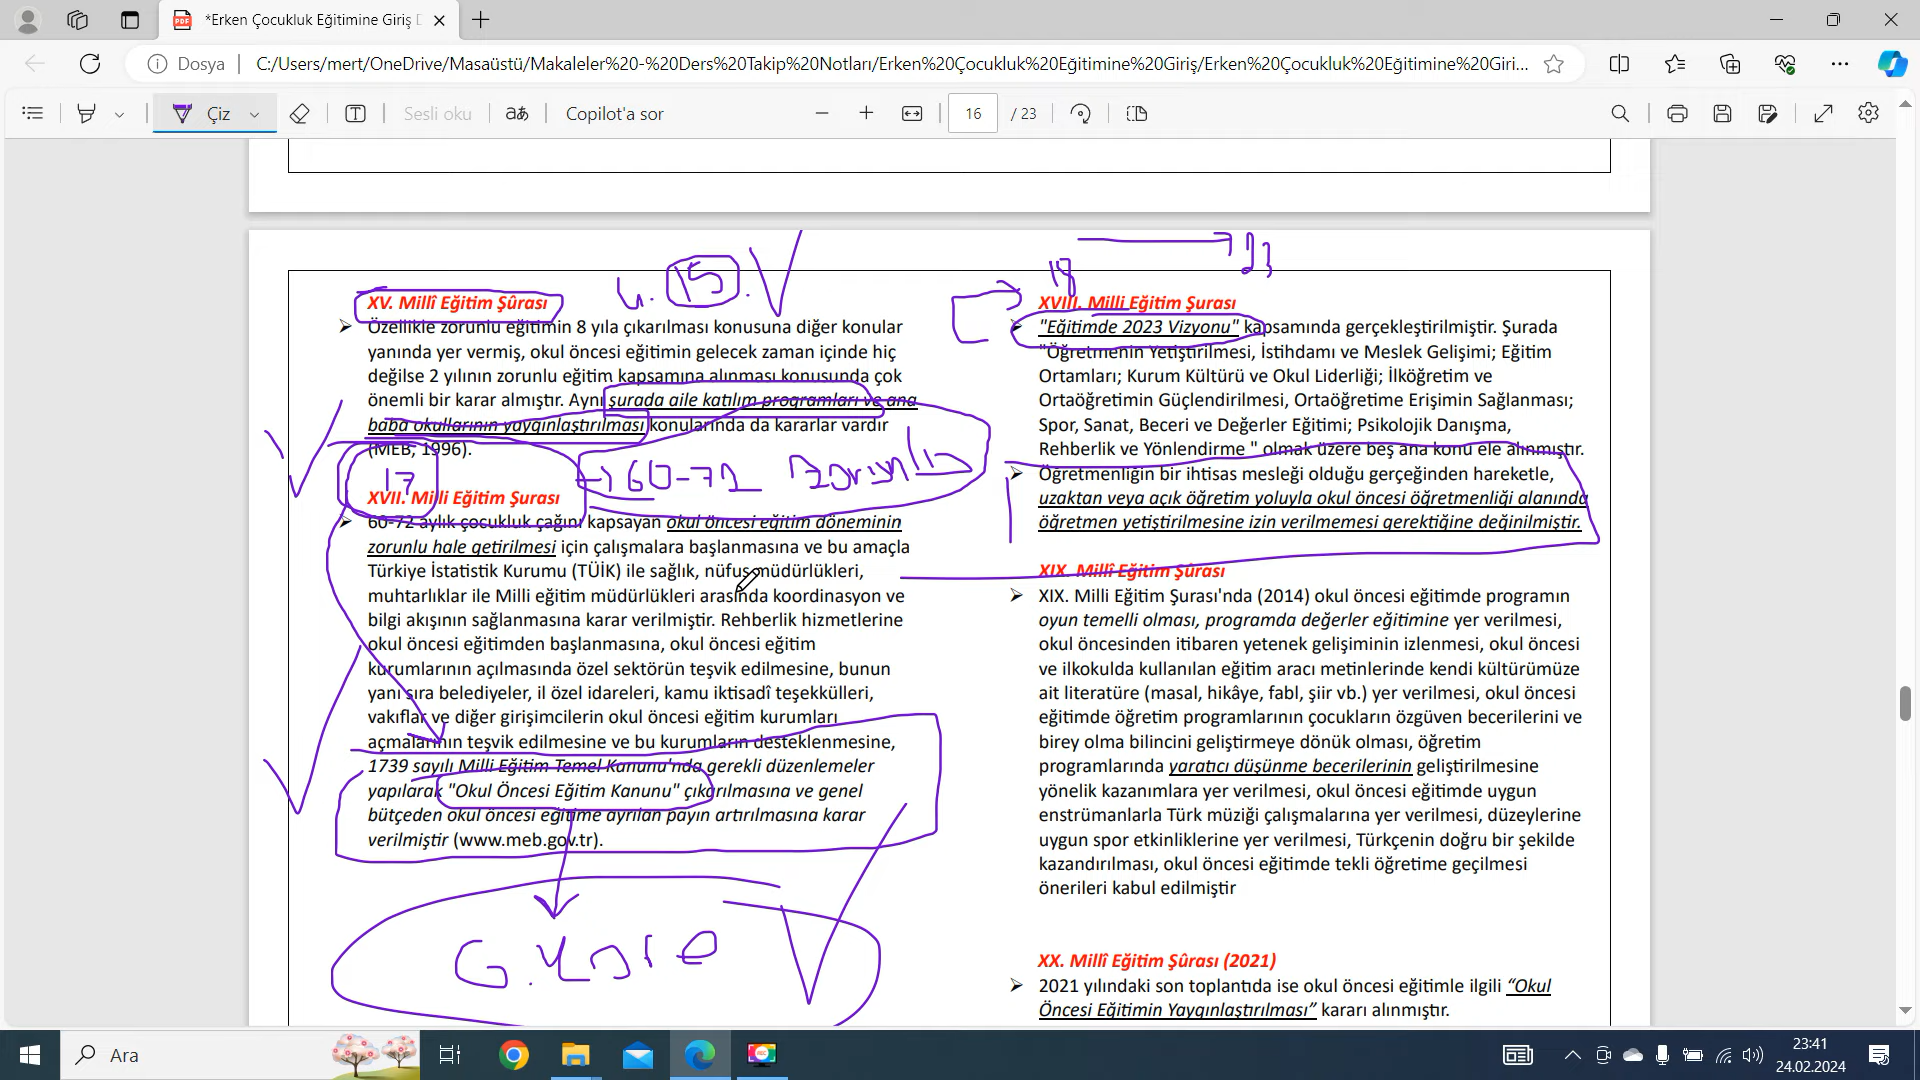 *Erken Çocukluk Eğitimine Giriş D
Dosya
C:/Users/mert/OneDrive/Masaüstü/Makaleler%20-%20Ders%20Takip%20Notları/Erken%20Çocukluk%20Eğitimine%20Giriş/Erken%20Çocukluk%20Eğitimine%20Giri...
Çiz
Sesli oku
aあ
Copilot'a sor
16 / 23
4. 15.
18
23
XV. Millî Eğitim Şûrası
Özellikle zorunlu eğitimin 8 yıla çıkarılması konusuna diğer konular
yanında yer vermiş, okul öncesi eğitimin gelecek zaman içinde hiç
değilse 2 yılının zorunlu eğitim kapsamına alınması konusunda çok
önemli bir karar almıştır. Aynı şurada aile katılım programları ve ana
baba okullarının yaygınlaştırılması konularında da kararlar vardır
(MEB; 1996).
17
60-72 zorunlu
XVII. Milli Eğitim Şurası
60-72 aylık çocukluk çağını kapsayan okul öncesi eğitim döneminin
zorunlu hale getirilmesi için çalışmalara başlanmasına ve bu amaçla
Türkiye İstatistik Kurumu (TÜİK) ile sağlık, nüfus müdürlükleri,
muhtarlıklar ile Milli eğitim müdürlükleri arasında koordinasyon ve
bilgi akışının sağlanmasına karar verilmiştir. Rehberlik hizmetlerine
okul öncesi eğitimden başlanmasına, okul öncesi eğitim
kurumlarının açılmasında özel sektörün teşvik edilmesine, bunun
yanı sıra belediyeler, il özel idareleri, kamu iktisadî teşekkülleri,
vakıflar ve diğer girişimcilerin okul öncesi eğitim kurumları
açmalarının teşvik edilmesine ve bu kurumların desteklenmesine,
1739 sayılı Milli Eğitim Temel Kanunu'nda gerekli düzenlemeler
yapılarak "Okul Öncesi Eğitim Kanunu" çıkarılmasına ve genel
bütçeden okul öncesi eğitime ayrılan payın artırılmasına karar
verilmiştir (www.meb.gov.tr).
XVIII. Milli Eğitim Şurası
"Eğitimde 2023 Vizyonu" kapsamında gerçekleştirilmiştir. Şurada
"Öğretmenin Yetiştirilmesi, İstihdamı ve Meslek Gelişimi; Eğitim
Ortamları; Kurum Kültürü ve Okul Liderliği; İlköğretim ve
Ortaöğretimin Güçlendirilmesi, Ortaöğretime Erişimin Sağlanması;
Spor, Sanat, Beceri ve Değerler Eğitimi; Psikolojik Danışma,
Rehberlik ve Yönlendirme " olmak üzere beş ana konu ele alınmıştır.
Öğretmenliğin bir ihtisas mesleği olduğu gerçeğinden hareketle,
uzaktan veya açık öğretim yoluyla okul öncesi öğretmenliği alanında
öğretmen yetiştirilmesine izin verilmemesi gerektiğine değinilmiştir.
XIX. Millî Eğitim Şûrası
XIX. Milli Eğitim Şurası'nda (2014) okul öncesi eğitimde programın
oyun temelli olması, programda değerler eğitimine yer verilmesi,
okul öncesinden itibaren yetenek gelişiminin izlenmesi, okul öncesi
ve ilkokulda kullanılan eğitim aracı metinlerinde kendi kültürümüze
ait literatüre (masal, hikâye, fabl, şiir vb.) yer verilmesi, okul öncesi
eğitimde öğretim programlarının çocukların özgüven becerilerini ve
birey olma bilincini geliştirmeye dönük olması, öğretim
programlarında yaratıcı düşünme becerilerinin geliştirilmesine
yönelik kazanımlara yer verilmesi, okul öncesi eğitimde uygun
enstrümanlarla Türk müziği çalışmalarına yer verilmesi, düzeylerine
uygun spor etkinliklerine yer verilmesi, Türkçenin doğru bir şekilde
kazandırılması, okul öncesi eğitimde tekli öğretime geçilmesi
önerileri kabul edilmiştir
XX. Millî Eğitim Şûrası (2021)
2021 yılındaki son toplantıda ise okul öncesi eğitimle ilgili “Okul
Öncesi Eğitimin Yaygınlaştırılması” kararı alınmıştır.
Ara
23:41
24.02.2024